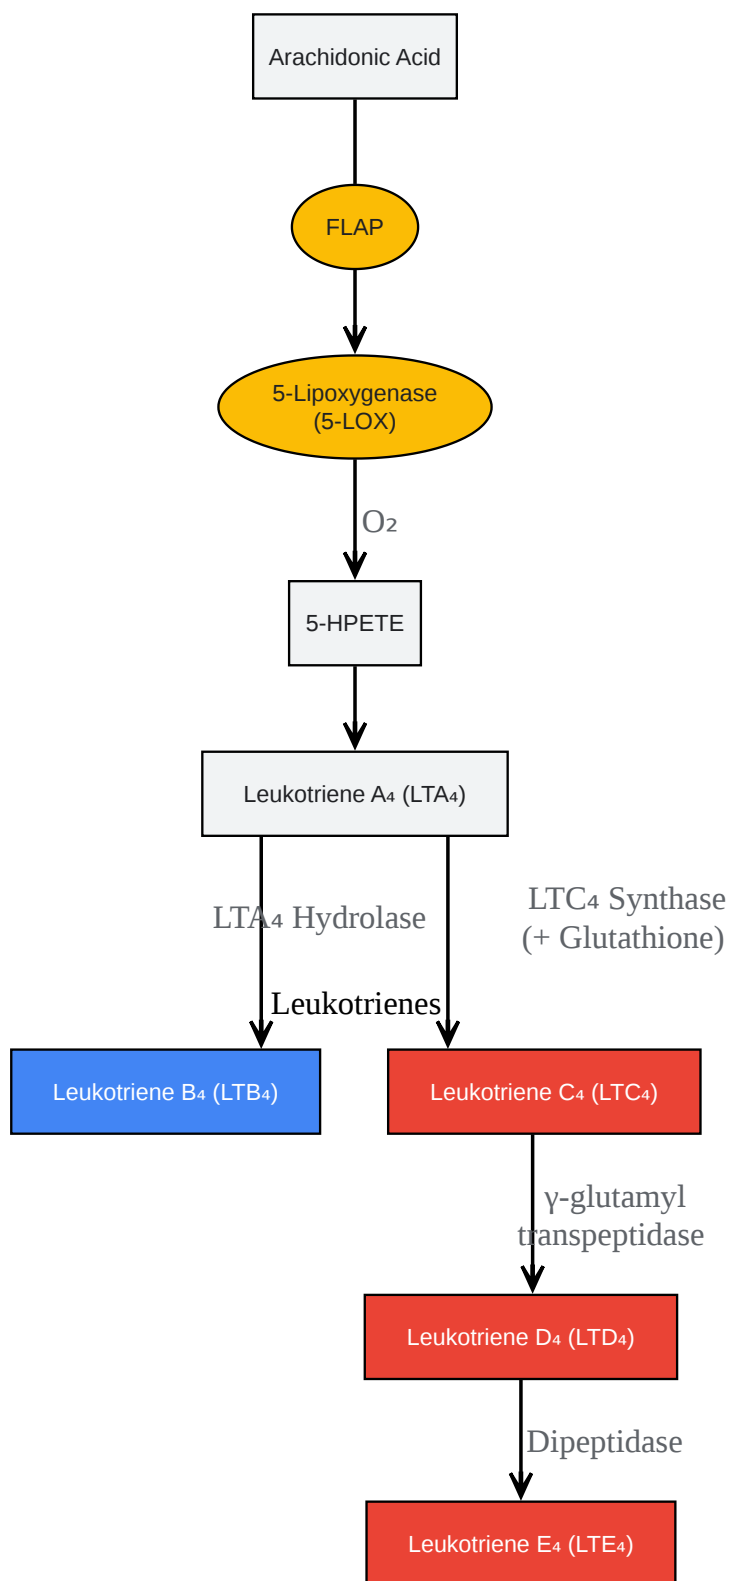 Arachidonic Acid
FLAP
5-Lipoxygenase
(5-LOX)
O₂
5-HPETE
Leukotriene A₄ (LTA₄)
LTA₄ Hydrolase
LTC₄ Synthase
(+ Glutathione)
Leukotrienes
Leukotriene B₄ (LTB₄)
Leukotriene C₄ (LTC₄)
γ-glutamyl
transpeptidase
Leukotriene D₄ (LTD₄)
Dipeptidase
Leukotriene E₄ (LTE₄)